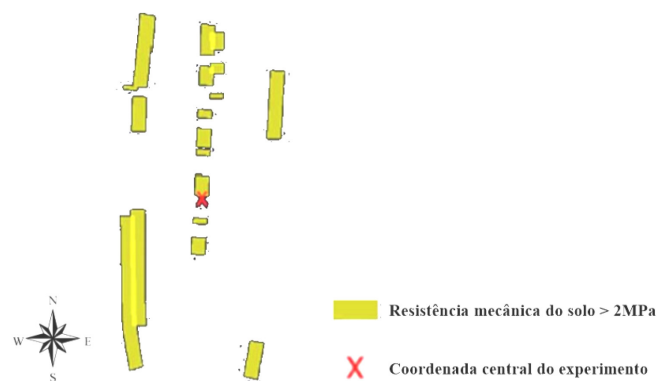 N
W E
S
Resistência mecânica do solo > 2MPa
Coordenada central do experimento